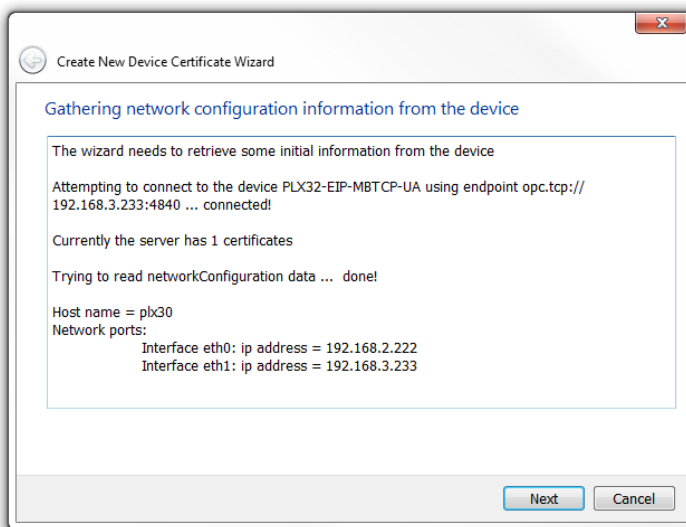 Create New Device Certificate Wizard
Gathering network configuration information from the device
The wizard needs to retrieve some initial information from the device
Attempting to connect to the device PLX32-EIP-MBTCP-UA using endpoint opc.tcp://
192.168.3.233:4840 ... connected!
Currently the server has 1 certificates
Trying to read networkConfiguration data ... done!
Host name = plx30
Network ports:
Interface eth0: ip address = 192.168.2.222
Interface eth1: ip address = 192.168.3.233
Next Cancel